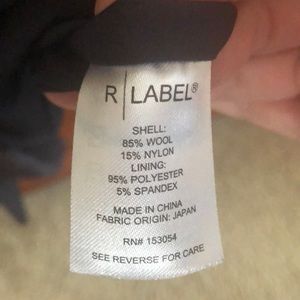 R | LABEL®
SHELL:
85% WOOL
15% NYLON
LINING:
95% POLYESTER
5% SPANDEX
MADE IN CHINA
FABRIC ORIGIN: JAPAN
RN# 153054
SEE REVERSE FOR CARE